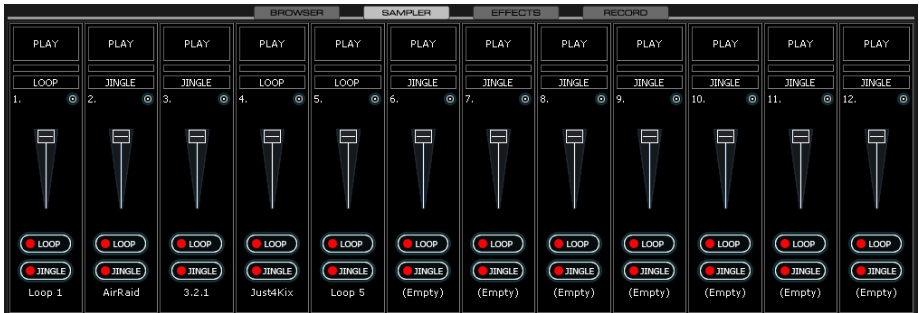 BROWSER SAMPLER EFFECTS RECORD
PLAY PLAY PLAY PLAY PLAY PLAY PLAY PLAY PLAY PLAY PLAY PLAY
LOOP JINGLE JINGLE LOOP LOOP JINGLE JINGLE JINGLE JINGLE JINGLE JINGLE JINGLE
1. 2. 3. 4. 5. 6. 7. 8. 9. 10. 11. 12.
LOOP LOOP LOOP LOOP LOOP LOOP LOOP LOOP LOOP LOOP LOOP LOOP
JINGLE JINGLE JINGLE JINGLE JINGLE JINGLE JINGLE JINGLE JINGLE JINGLE JINGLE JINGLE
Loop 1 AirRaid 3.2.1 Just4Kix Loop 5 (Empty) (Empty) (Empty) (Empty) (Empty) (Empty) (Empty)